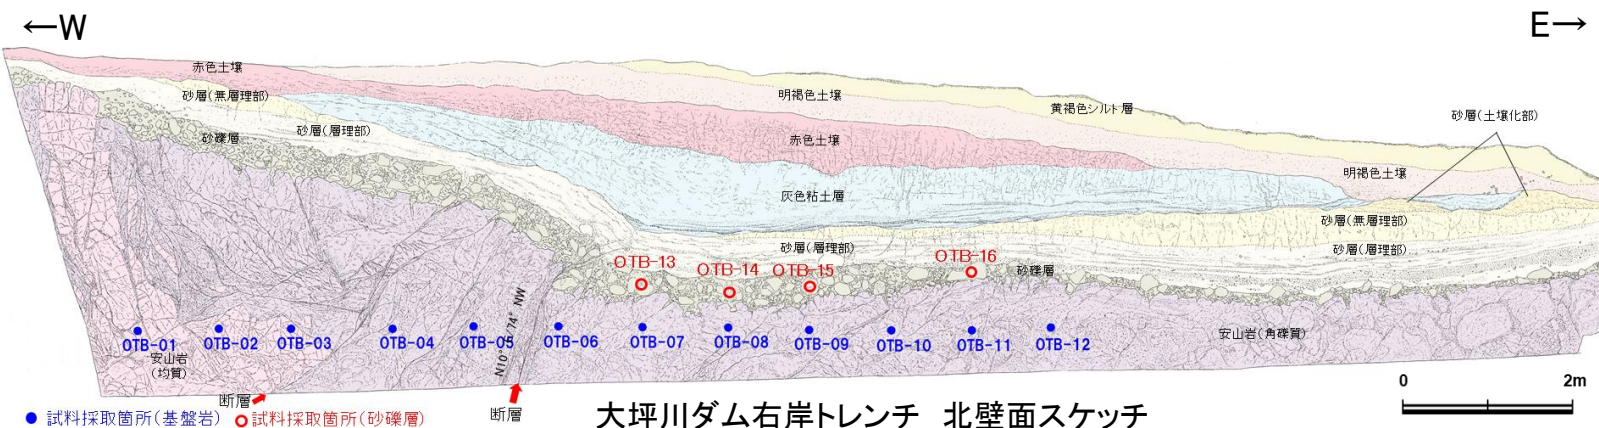 ←W
E→
赤色土壌
砂層(無層理部)
明褐色土壌
黄褐色シルト層
砂層(土壌化部)
砂層(層理部)
砂礫層
赤色土壌
明褐色土壌
灰色粘土層
砂層(無層理部)
砂層(層理部)
砂層(層理部)
OTB-13
OTB-14
OTB-15
OTB-16
砂礫層
N10°E/74° NW
OTB-01
OTB-02
OTB-03
OTB-04
OTB-05
OTB-06
OTB-07
OTB-08
OTB-09
OTB-10
OTB-11
OTB-12
安山岩(角礫質)
安山岩
(均質)
断層
断層
0
2m
試料採取箇所(基盤岩)
試料採取箇所(砂礫層)
大坪川ダム右岸トレンチ 北壁面スケッチ